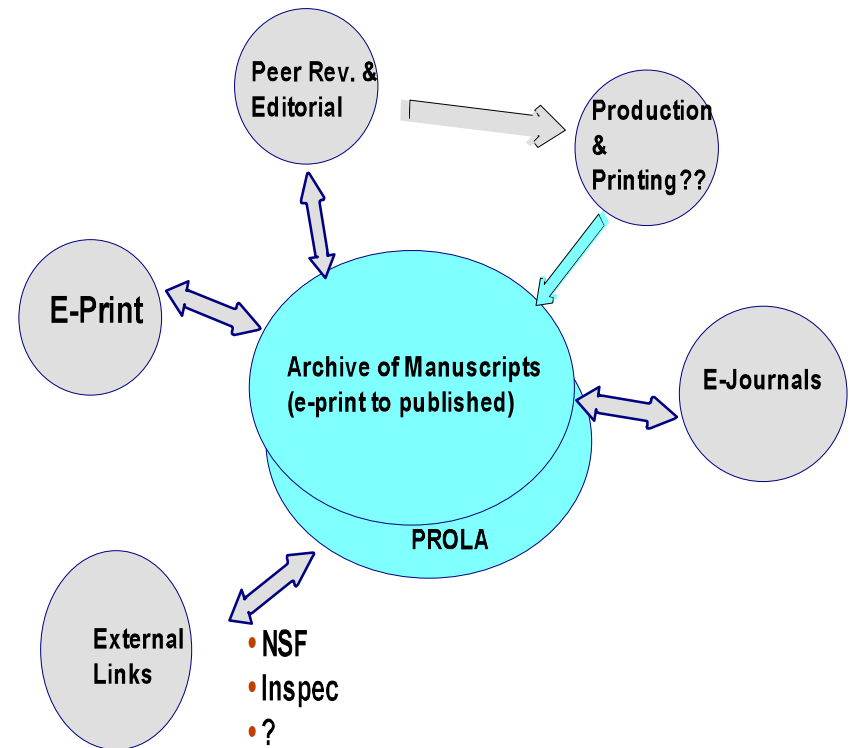 Peer Rev. &
Editorial
Production
&
Printing??
E-Print
Archive of Manuscripts
(e-print to published)
E-Journals
PROLA
External
Links
• NSF
• Inspec
• ?